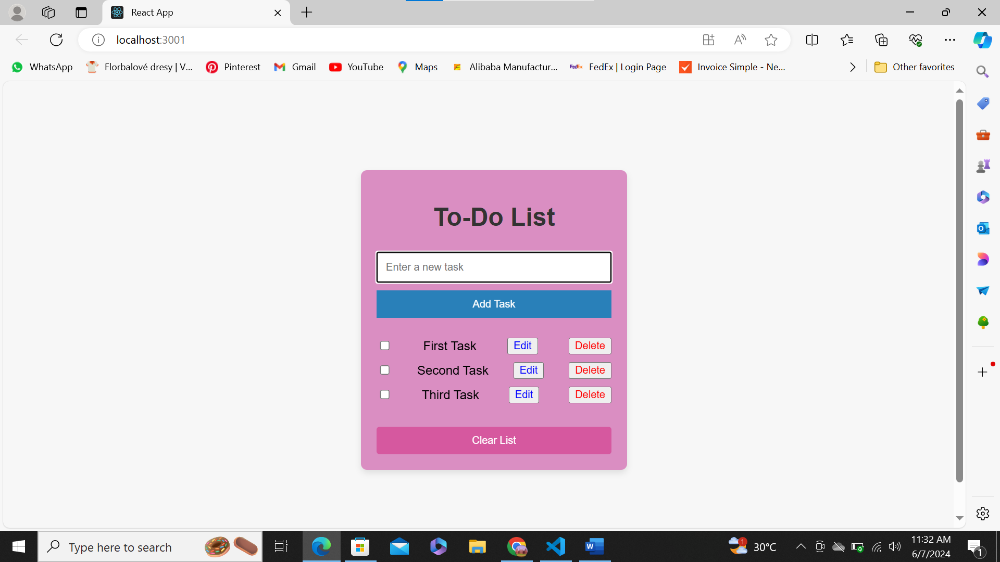 React App
localhost:3001
WhatsApp
Florbalové dresy | V...
Pinterest
Gmail
YouTube
Maps
Alibaba Manufactur...
FedEx | Login Page
Invoice Simple - Ne...
Other favorites
To-Do List
Enter a new task
Add Task
First Task Edit Delete
Second Task Edit Delete
Third Task Edit Delete
Clear List
Type here to search
1
30°C
11:32 AM
6/7/2024
1